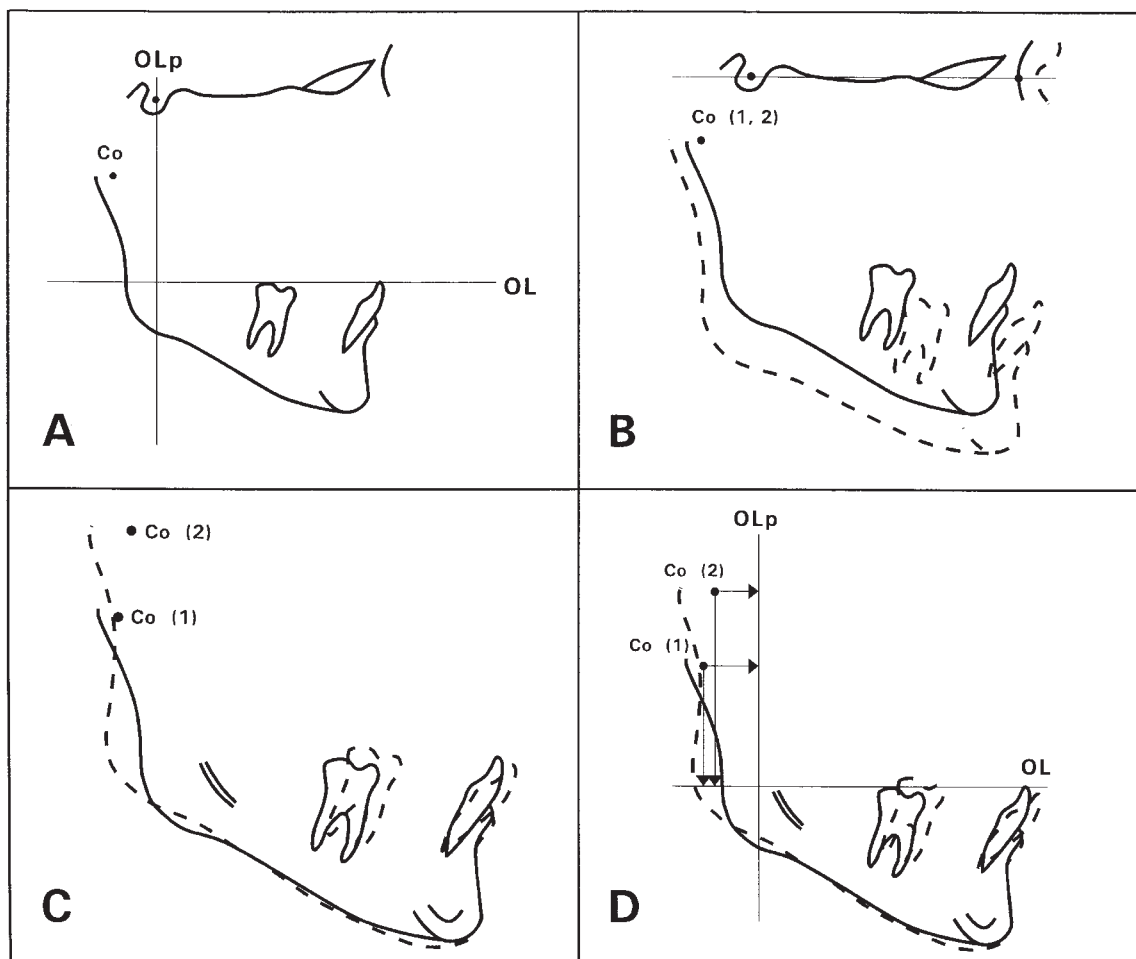 OLp
Co
OL
A
Co (1, 2)
B
Co (2)
Co (1)
C
OLp
Co (2)
Co (1)
OL
D